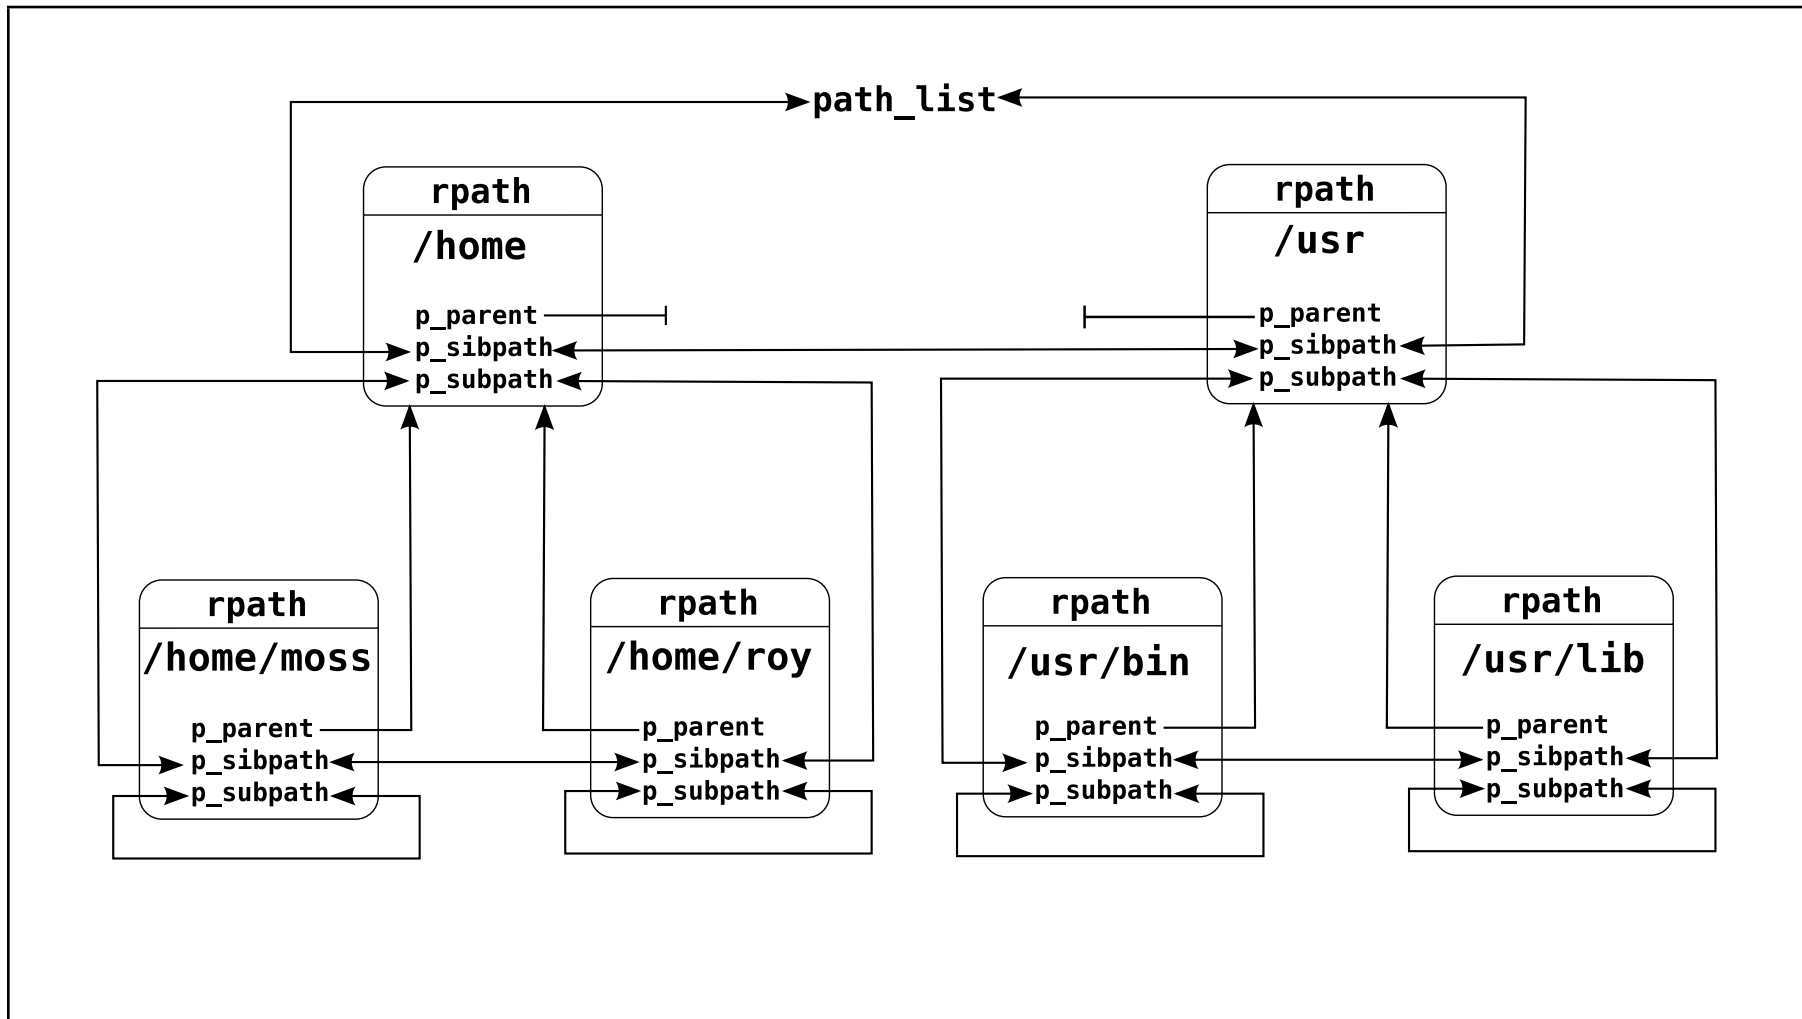 path_list
rpath
/home
p_parent
p_sibpath
p_subpath
rpath
/usr
p_parent
p_sibpath
p_subpath
rpath
/home/moss
p_parent
p_sibpath
p_subpath
rpath
/home/roy
p_parent
p_sibpath
p_subpath
rpath
/usr/bin
p_parent
p_sibpath
p_subpath
rpath
/usr/lib
p_parent
p_sibpath
p_subpath